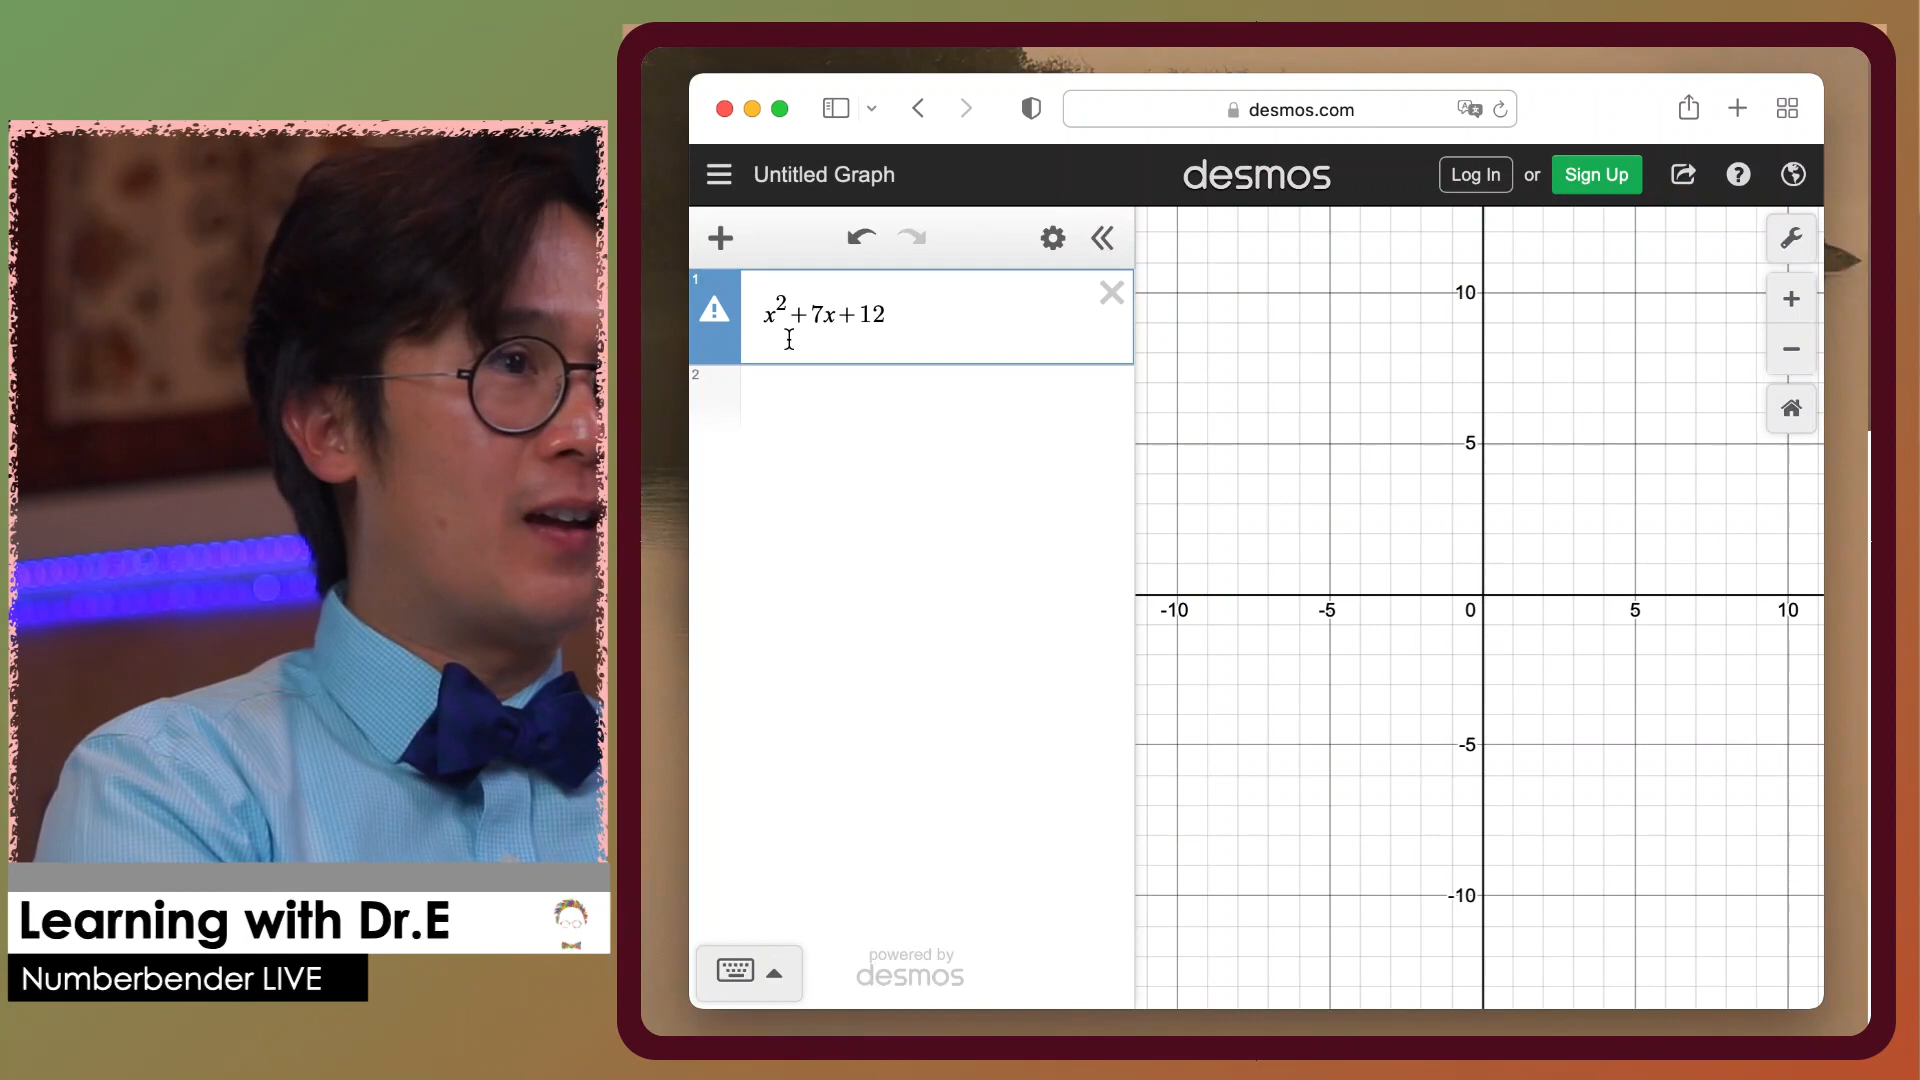 desmos.com
Untitled Graph
desmos
Log In or Sign Up
1
x²+7x+12
2
10
5
-10 -5 0 5 10
-5
-10
powered by
desmos
Learning with Dr.E
Numberbender LIVE